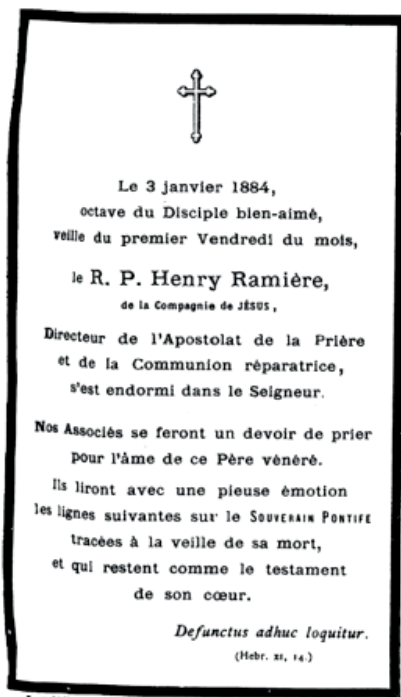 Le 3 janvier 1884,
octave du Disciple bien-aimé,
veille du premier Vendredi du mois,
le R. P. Henry Ramière,
de la Compagnie de JÉSUS,
Directeur de l'Apostolat de la Prière
et de la Communion réparatrice,
s'est endormi dans le Seigneur.
Nos Associés se feront un devoir de prier
pour l'âme de ce Père vénéré.
Ils liront avec une pieuse émotion
les lignes suivantes sur le SOUVERAIN PONTIFE
tracées à la veille de sa mort,
et qui restent comme le testament
de son cœur.
Defunctus adhuc loquitur.
(Hebr. XI, 14.)